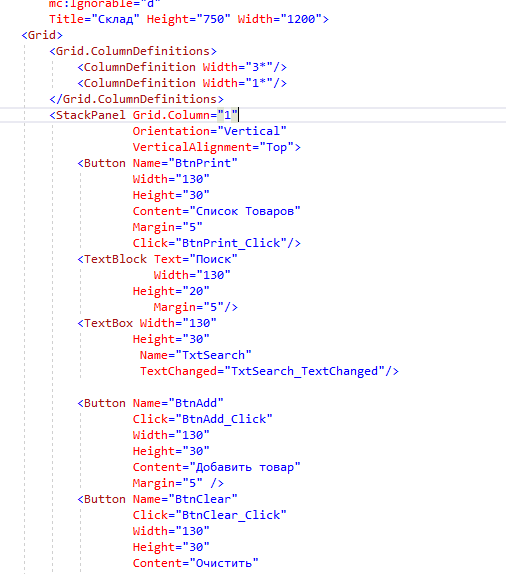 mc:Ignorable="d"
Title="Склад" Height="750" Width="1200">
<Grid>
<Grid.ColumnDefinitions>
<ColumnDefinition Width="3*"/>
<ColumnDefinition Width="1*"/>
</Grid.ColumnDefinitions>
<StackPanel Grid.Column="1"
Orientation="Vertical"
VerticalAlignment="Top">
<Button Name="BtnPrint"
Width="130"
Height="30"
Content="Список Товаров"
Margin="5"
Click="BtnPrint_Click"/>
<TextBlock Text="Поиск"
Width="130"
Height="20"
Margin="5"/>
<TextBox Width="130"
Height="30"
Name="TxtSearch"
TextChanged="TxtSearch_TextChanged"/>
<Button Name="BtnAdd"
Click="BtnAdd_Click"
Width="130"
Height="30"
Content="Добавить товар"
Margin="5" />
<Button Name="BtnClear"
Click="BtnClear_Click"
Width="130"
Height="30"
Content="Очистить"